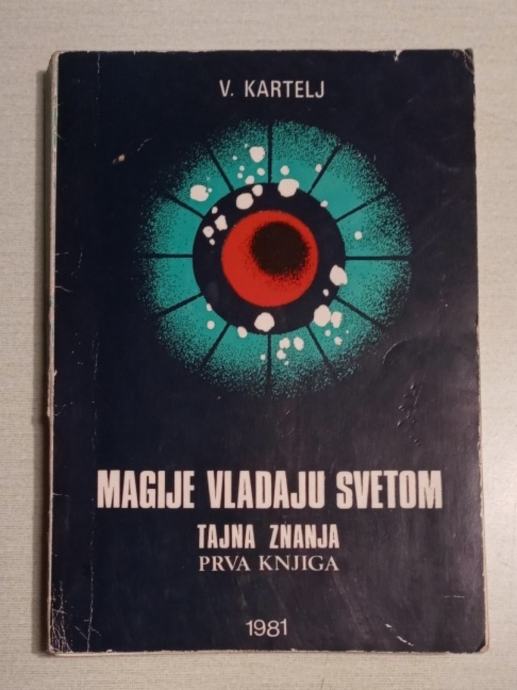 V. KARTELJ
MAGIJE VLADAJU SVETOM
TAJNA ZNANJA
PRVA KNJIGA
1981